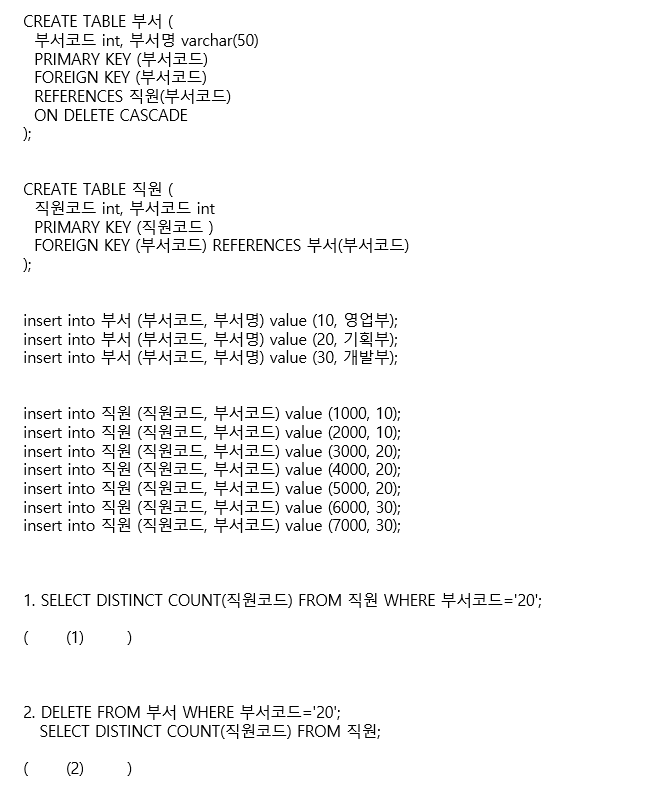 CREATE TABLE 부서 (
부서코드 int, 부서명 varchar(50)
PRIMARY KEY (부서코드)
FOREIGN KEY (부서코드)
REFERENCES 직원(부서코드)
ON DELETE CASCADE
);
CREATE TABLE 직원 (
직원코드 int, 부서코드 int
PRIMARY KEY (직원코드 )
FOREIGN KEY (부서코드) REFERENCES 부서(부서코드)
);
insert into 부서 (부서코드, 부서명) value (10, 영업부);
insert into 부서 (부서코드, 부서명) value (20, 기획부);
insert into 부서 (부서코드, 부서명) value (30, 개발부);
insert into 직원 (직원코드, 부서코드) value (1000, 10);
insert into 직원 (직원코드, 부서코드) value (2000, 10);
insert into 직원 (직원코드, 부서코드) value (3000, 20);
insert into 직원 (직원코드, 부서코드) value (4000, 20);
insert into 직원 (직원코드, 부서코드) value (5000, 20);
insert into 직원 (직원코드, 부서코드) value (6000, 30);
insert into 직원 (직원코드, 부서코드) value (7000, 30);
1. SELECT DISTINCT COUNT(직원코드) FROM 직원 WHERE 부서코드='20';
( (1) )
2. DELETE FROM 부서 WHERE 부서코드='20';
SELECT DISTINCT COUNT(직원코드) FROM 직원;
( (2) )